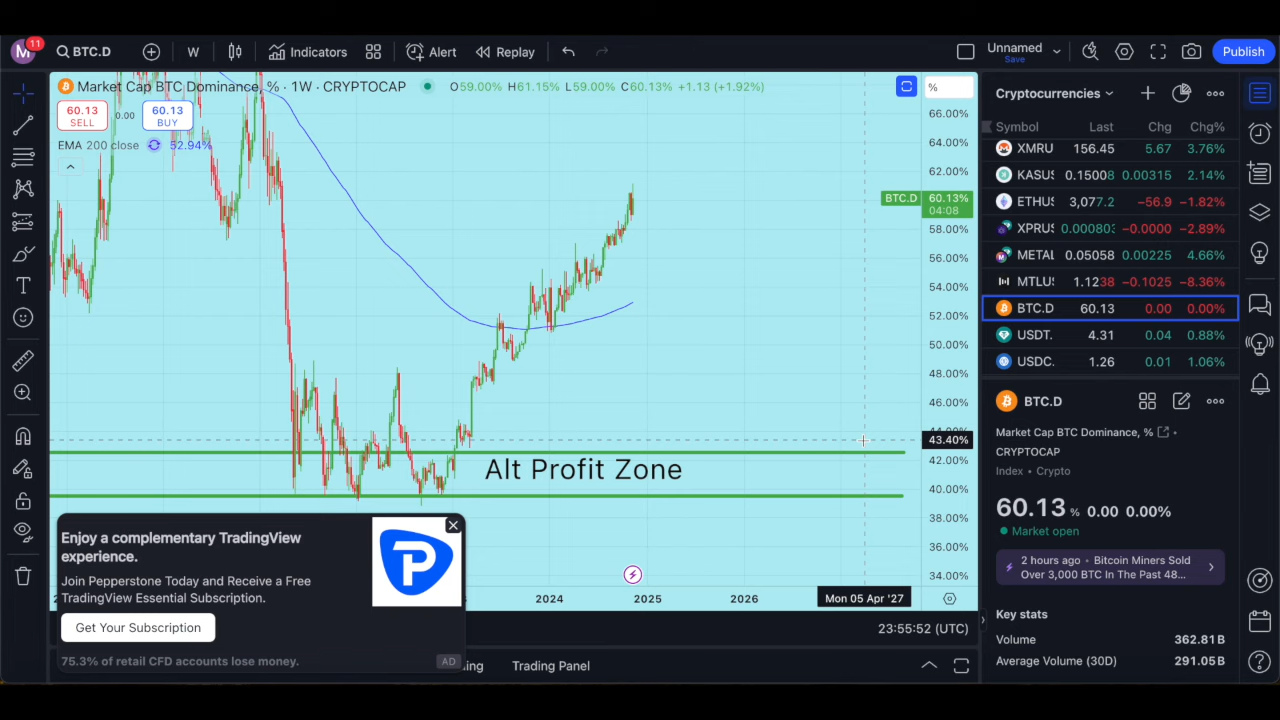 M 11 BTC.D W Indicators Alert Replay Unnamed Save Publish
Market Cap BTC Dominance, % · 1W · CRYPTOCAP O59.00% H61.15% L59.00% C60.13% +1.13 (+1.92%) %
60.13 SELL 0.00 60.13 BUY
EMA 200 close 52.94%
66.00%
64.00%
62.00%
BTC.D 60.13%
04:08
58.00%
56.00%
54.00%
52.00%
50.00%
48.00%
46.00%
43.40%
42.00%
40.00%
38.00%
36.00%
34.00%
Alt Profit Zone
Enjoy a complementary TradingView
experience.
Join Pepperstone Today and Receive a Free
TradingView Essential Subscription.
Get Your Subscription
75.3% of retail CFD accounts lose money. AD
2024 2025 2026 Mon 05 Apr '27
23:55:52 (UTC)
Trading Panel
Cryptocurrencies
Symbol Last Chg Chg%
XMRU 156.45 5.67 3.76%
KASUS 0.15008 0.00315 2.14%
ETHUS 3,077.2 −56.9 −1.82%
XPRUS 0.000803 −0.0000 −2.89%
METAL 0.05058 0.00225 4.66%
MTLUS 1.1238 −0.1025 −8.36%
BTC.D 60.13 0.00 0.00%
USDT. 4.31 0.04 0.88%
USDC. 1.26 0.01 1.06%
BTC.D
Market Cap BTC Dominance, % •
CRYPTOCAP
Index • Crypto
60.13 % 0.00 0.00%
Market open
2 hours ago • Bitcoin Miners Sold
Over 3,000 BTC In The Past 48...
Key stats
Volume 362.81B
Average Volume (30D) 291.05B